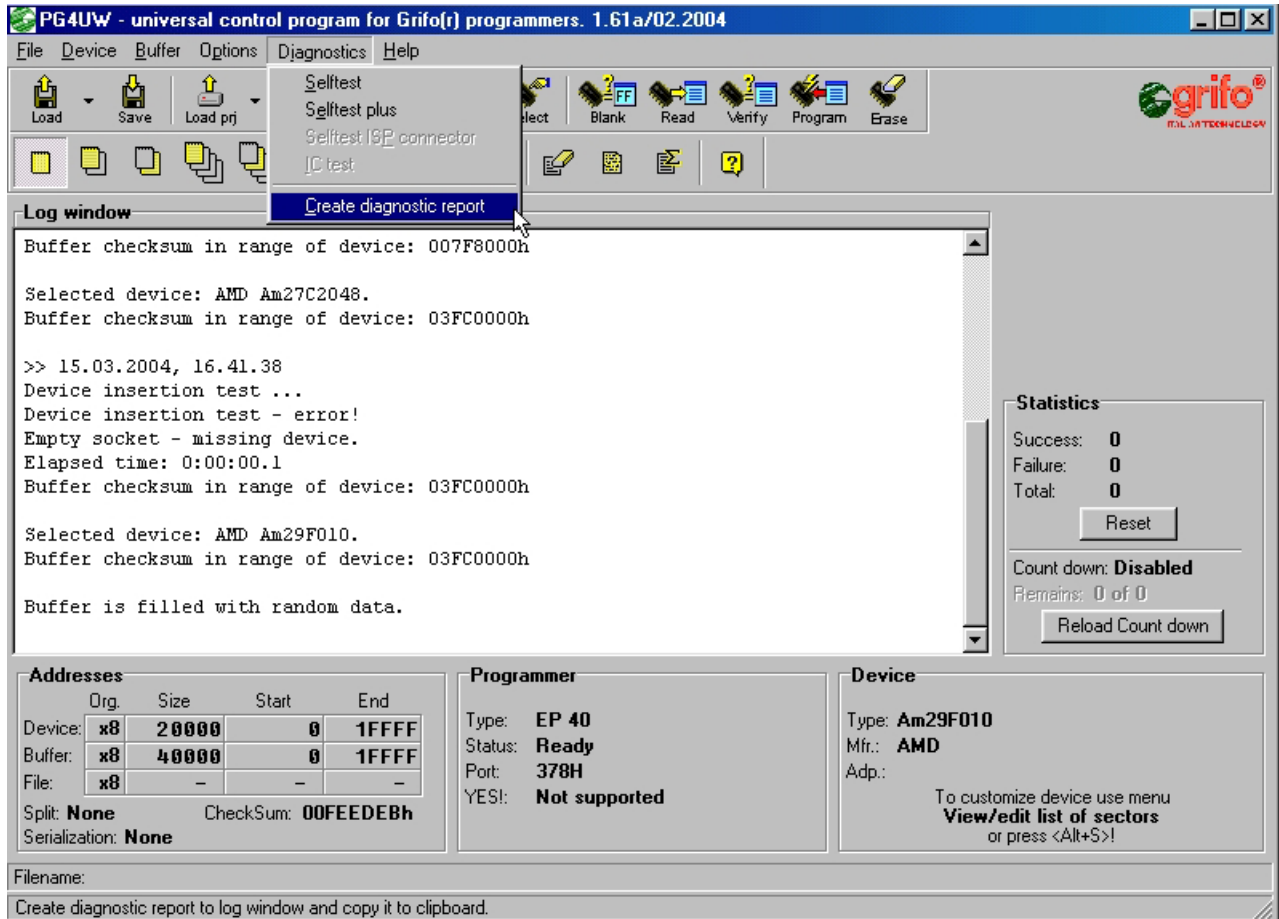 PG4UW - universal control program for Grifo(r) programmers. 1.61a/02.2004
File Device Buffer Options Diagnostics Help
Load Save Load prj elect Blank Read Verify Program Erase
grifo®
ITALIAN TECHNOLOGY
Selftest
Selftest plus
Selftest ISP connector
IC test
Create diagnostic report
Log window
Buffer checksum in range of device: 007F8000h
Selected device: AMD Am27C2048.
Buffer checksum in range of device: 03FC0000h
>> 15.03.2004, 16.41.38
Device insertion test ...
Device insertion test - error!
Empty socket - missing device.
Elapsed time: 0:00:00.1
Buffer checksum in range of device: 03FC0000h
Selected device: AMD Am29F010.
Buffer checksum in range of device: 03FC0000h
Buffer is filled with random data.
Statistics
Success: 0
Failure: 0
Total: 0
Reset
Count down: Disabled
Remains: 0 of 0
Reload Count down
Addresses
Org. Size Start End
Device: x8 20000 0 1FFFF
Buffer: x8 40000 0 1FFFF
File: x8 – – –
Split: None CheckSum: 00FEEDEBh
Serialization: None
Programmer
Type: EP 40
Status: Ready
Port: 378H
YES!: Not supported
Device
Type: Am29F010
Mfr.: AMD
Adp.:
To customize device use menu
View/edit list of sectors
or press <Alt+S>!
Filename:
Create diagnostic report to log window and copy it to clipboard.